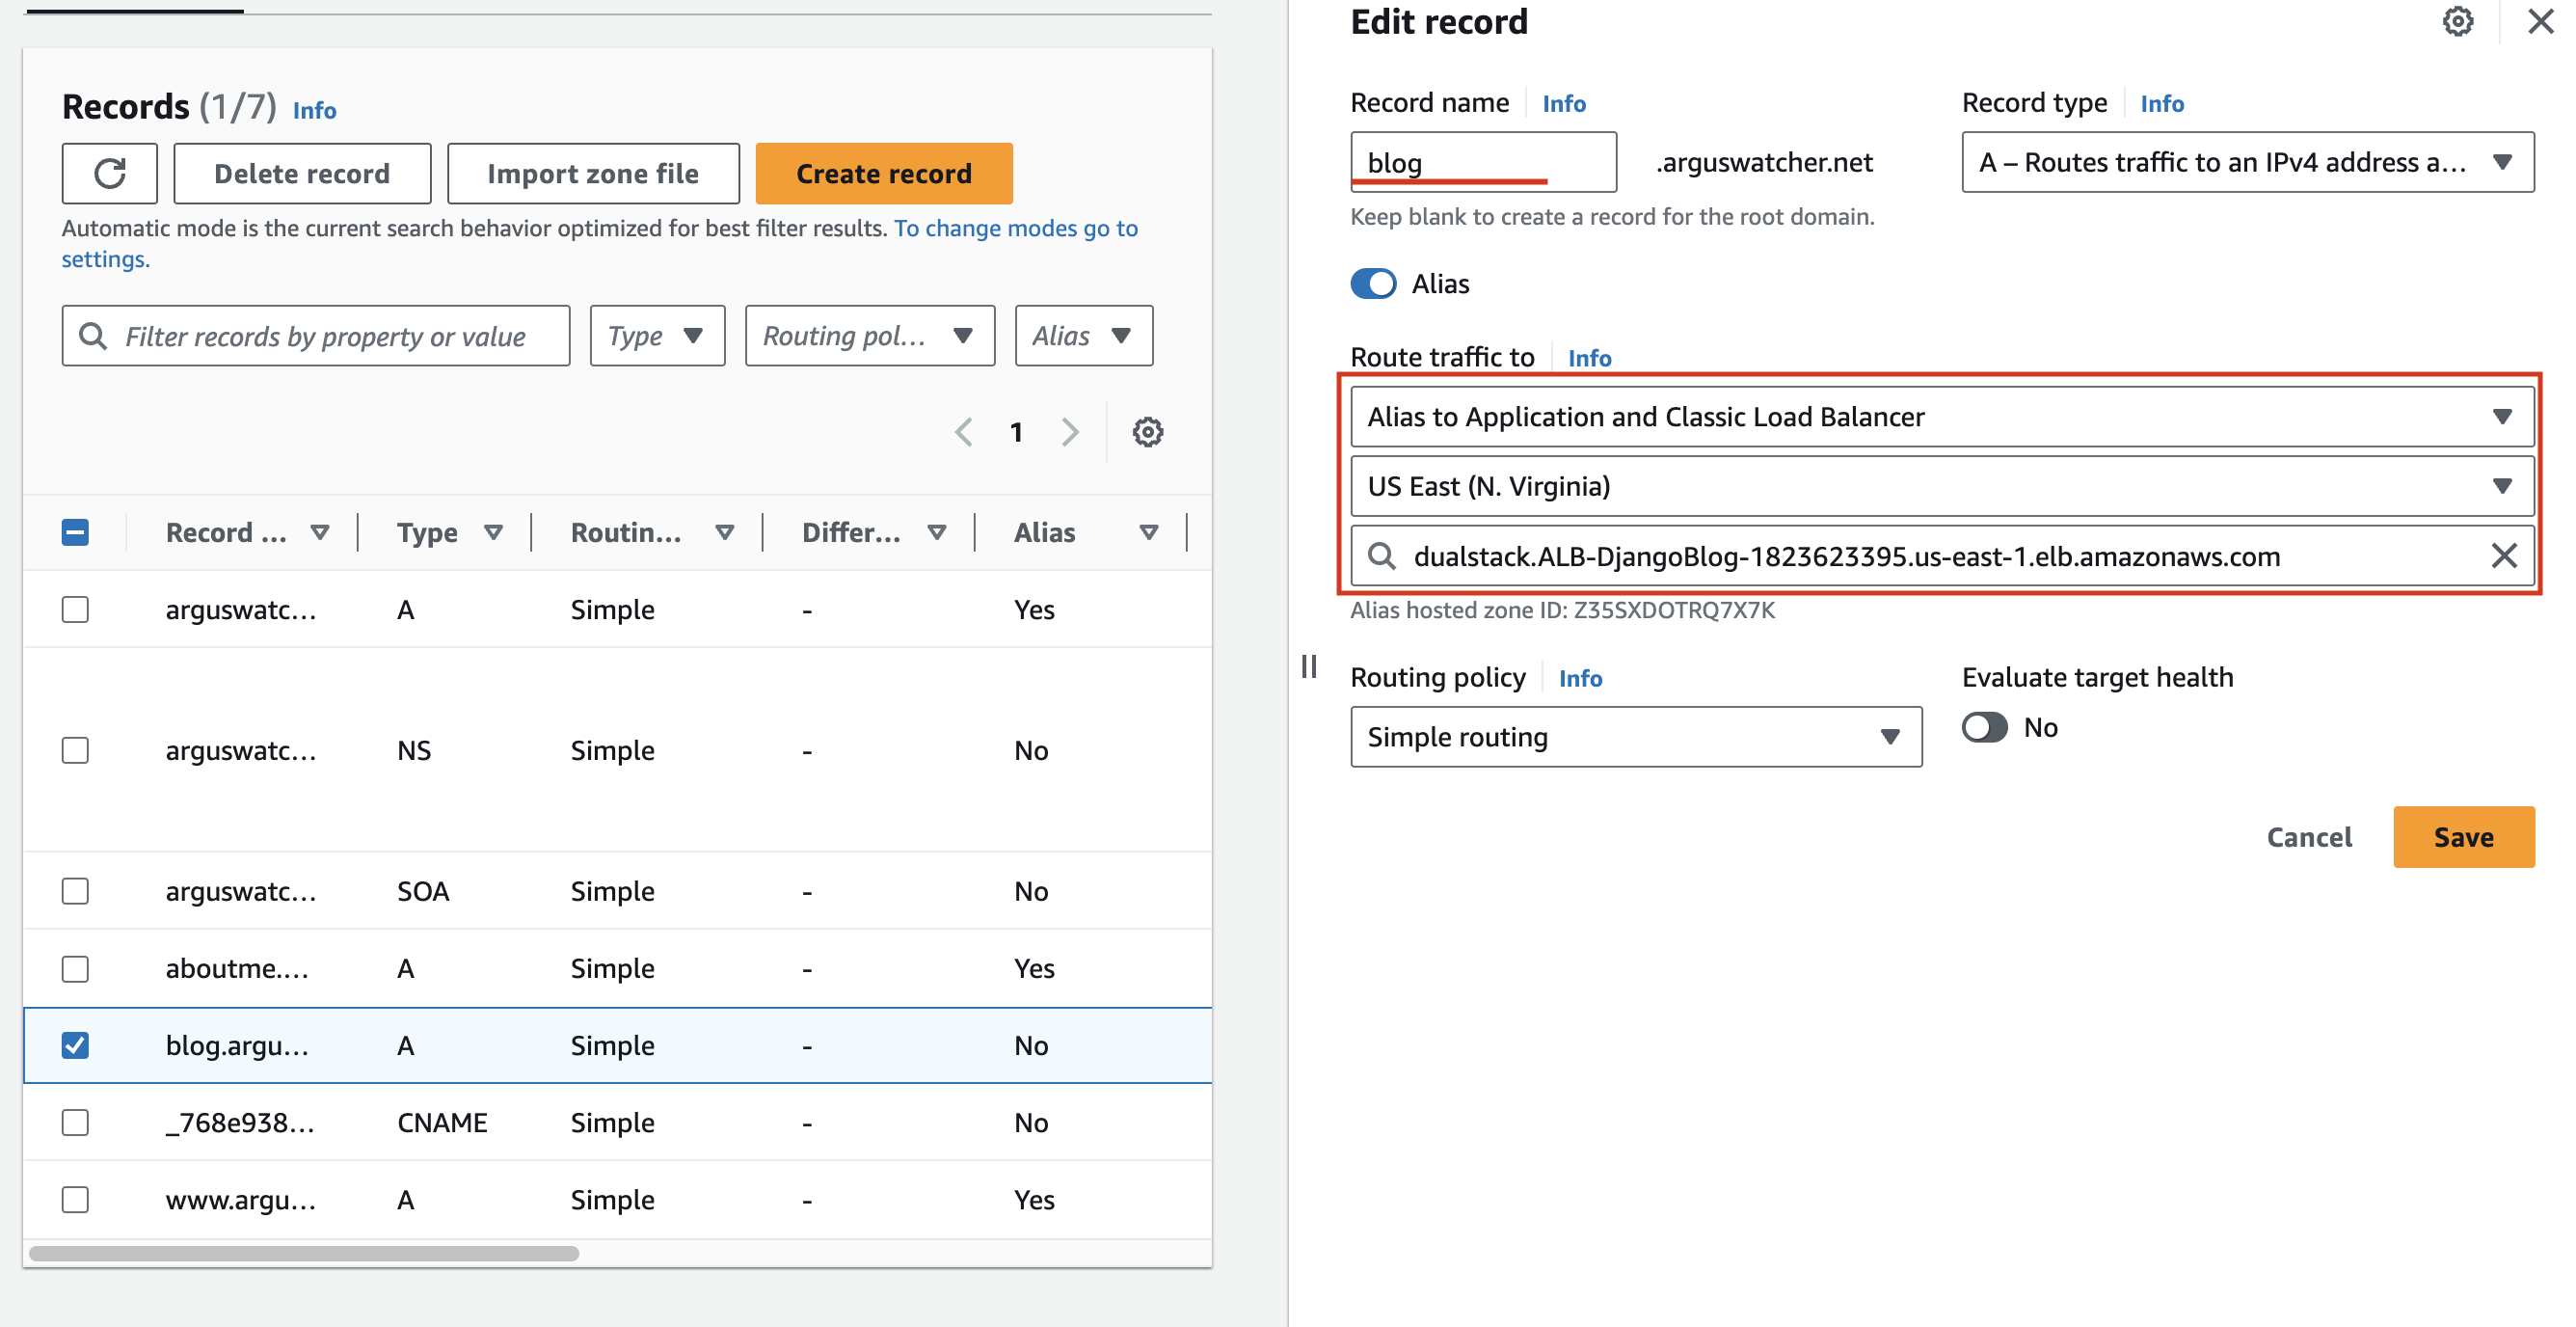 Records (1/7) Info
Delete record
Import zone file
Create record
Automatic mode is the current search behavior optimized for best filter results. To change modes go to
settings.
Filter records by property or value
Type
Routing pol...
Alias
1
Record ...
Type
Routin...
Differ...
Alias
arguswatc... A Simple - Yes
arguswatc... NS Simple - No
arguswatc... SOA Simple - No
aboutme.... A Simple - Yes
blog.argu... A Simple - No
_768e938... CNAME Simple - No
www.argu... A Simple - Yes
Edit record
Record name Info
blog
.arguswatcher.net
Keep blank to create a record for the root domain.
Record type Info
A – Routes traffic to an IPv4 address a...
Alias
Route traffic to Info
Alias to Application and Classic Load Balancer
US East (N. Virginia)
dualstack.ALB-DjangoBlog-1823623395.us-east-1.elb.amazonaws.com
Alias hosted zone ID: Z35SXDOTRQ7X7K
Routing policy Info
Simple routing
Evaluate target health
No
Cancel
Save